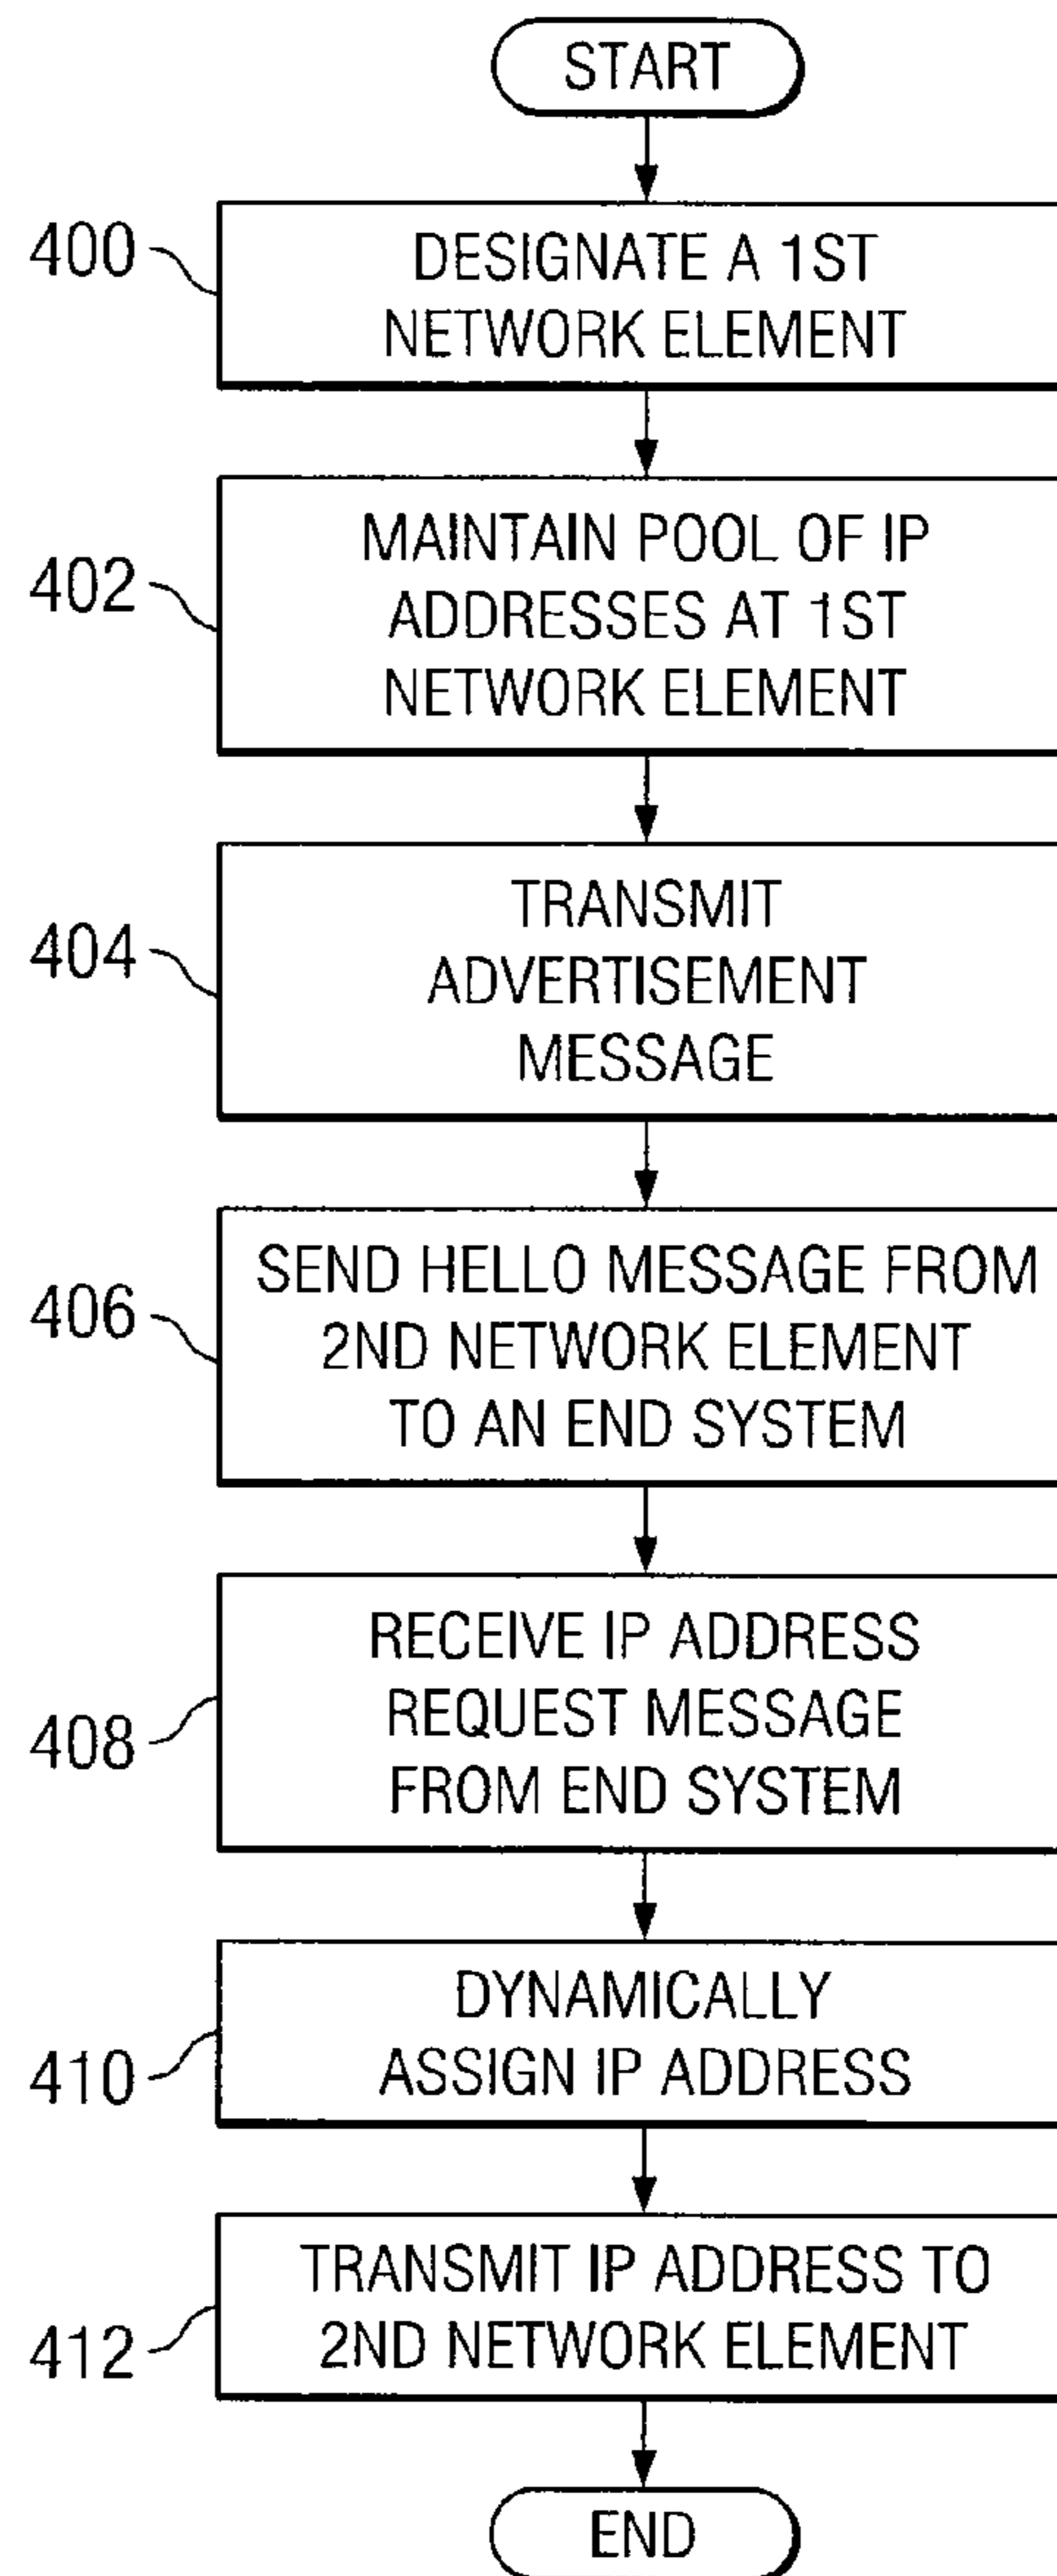 START
400
DESIGNATE A 1ST
NETWORK ELEMENT
402
MAINTAIN POOL OF IP
ADDRESSES AT 1ST
NETWORK ELEMENT
404
TRANSMIT
ADVERTISEMENT
MESSAGE
406
SEND HELLO MESSAGE FROM
2ND NETWORK ELEMENT
TO AN END SYSTEM
408
RECEIVE IP ADDRESS
REQUEST MESSAGE
FROM END SYSTEM
410
DYNAMICALLY
ASSIGN IP ADDRESS
412
TRANSMIT IP ADDRESS TO
2ND NETWORK ELEMENT
END